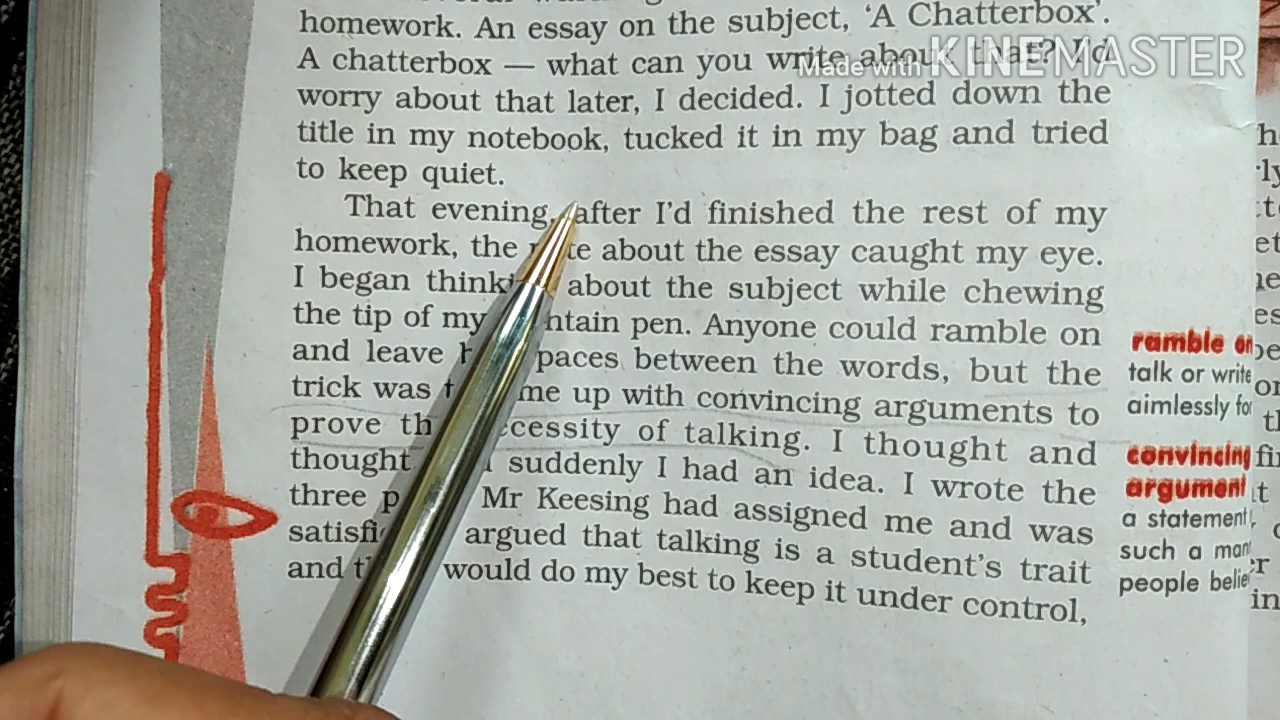 homework. An essay on the subject, 'A Chatterbox'.
A chatterbox — what can you write about that? I'd
Made with KINEMASTER
worry about that later, I decided. I jotted down the
title in my notebook, tucked it in my bag and tried
to keep quiet.
That evening, after I'd finished the rest of my
homework, the about the essay caught my eye.
I began about the subject while chewing
the tip of my pen. Anyone could ramble on
and leave between the words, but the
trick was up with convincing arguments to
prove of talking. I thought and
thought suddenly I had an idea. I wrote the
three Mr Keesing had assigned me and was
argued that talking is a student's trait
and would do my best to keep it under control,
ramble on
talk or write
aimlessly
convincing
argument
a statement
such a
people